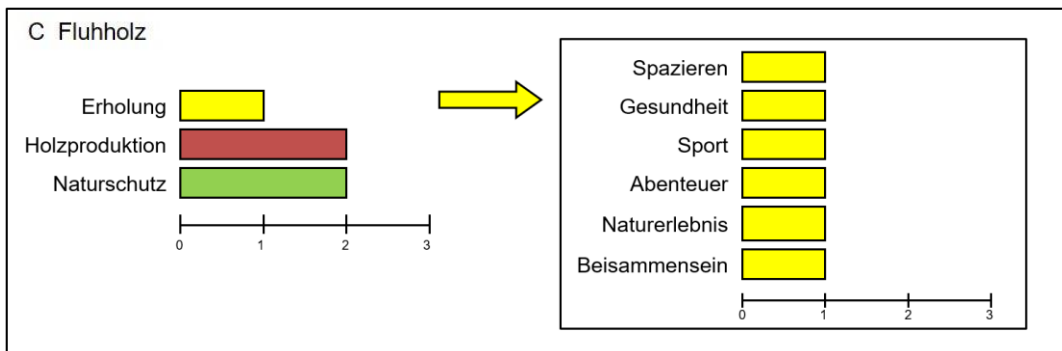 C Fluhholz
Erholung
Holzproduktion
Naturschutz
0 1 2 3
Spazieren
Gesundheit
Sport
Abenteuer
Naturerlebnis
Beisammensein
0 1 2 3